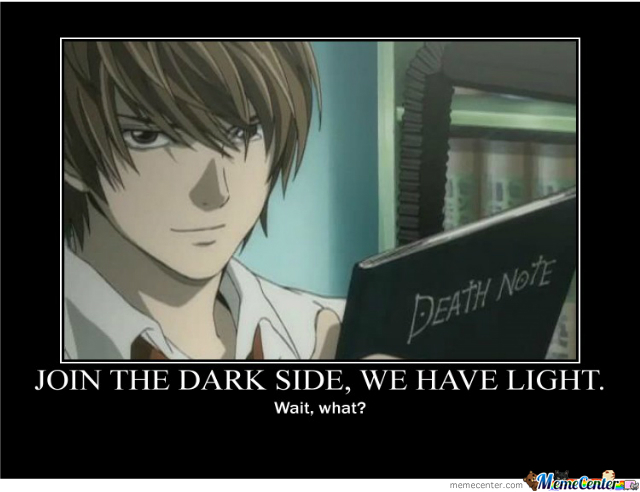 DEATH NOTE
JOIN THE DARK SIDE, WE HAVE LIGHT.
Wait, what?
memecenter.com MemeCenter